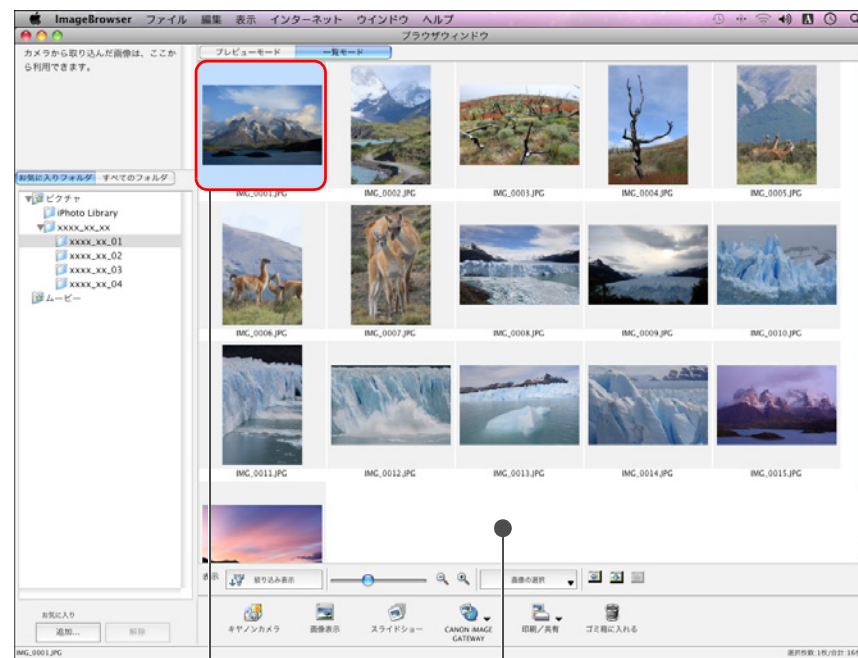 ImageBrowser ファイル 編集 表示 インターネット ウインドウ ヘルプ
ブラウザウィンドウ
カメラから取り込んだ画像は、ここか
ら利用できます。
プレビューモード 一覧モード
お気に入りフォルダ すべてのフォルダ
ピクチャ
iPhoto Library
xxxx_xx_xx
xxxx_xx_01
xxxx_xx_02
xxxx_xx_03
xxxx_xx_04
ムービー
IMG_0001.JPG IMG_0002.JPG IMG_0003.JPG IMG_0004.JPG IMG_0005.JPG
IMG_0006.JPG IMG_0007.JPG IMG_0008.JPG IMG_0009.JPG IMG_0010.JPG
IMG_0011.JPG IMG_0012.JPG IMG_0013.JPG IMG_0014.JPG IMG_0015.JPG
表示 絞り込み表示 画像の選択
お気に入り
追加... 解除
キヤノンカメラ 画像表示 スライドショー CANON IMAGE GATEWAY 印刷／共有 ゴミ箱に入れる
IMG_0001.JPG 選択枚数: 1枚/合計: 16